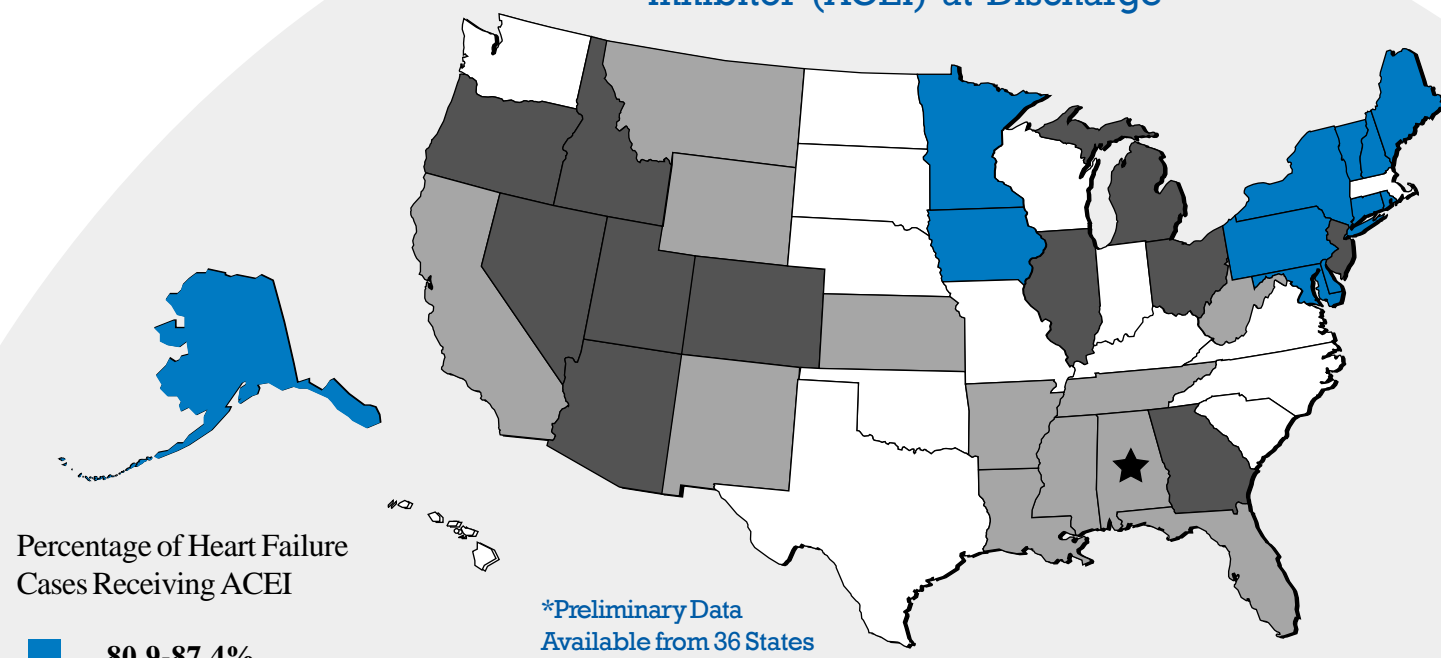 Inhibitor (ACEI) at Discharge
Percentage of Heart Failure
Cases Receiving ACEI
*Preliminary Data
Available from 36 States
80.9-87.4%